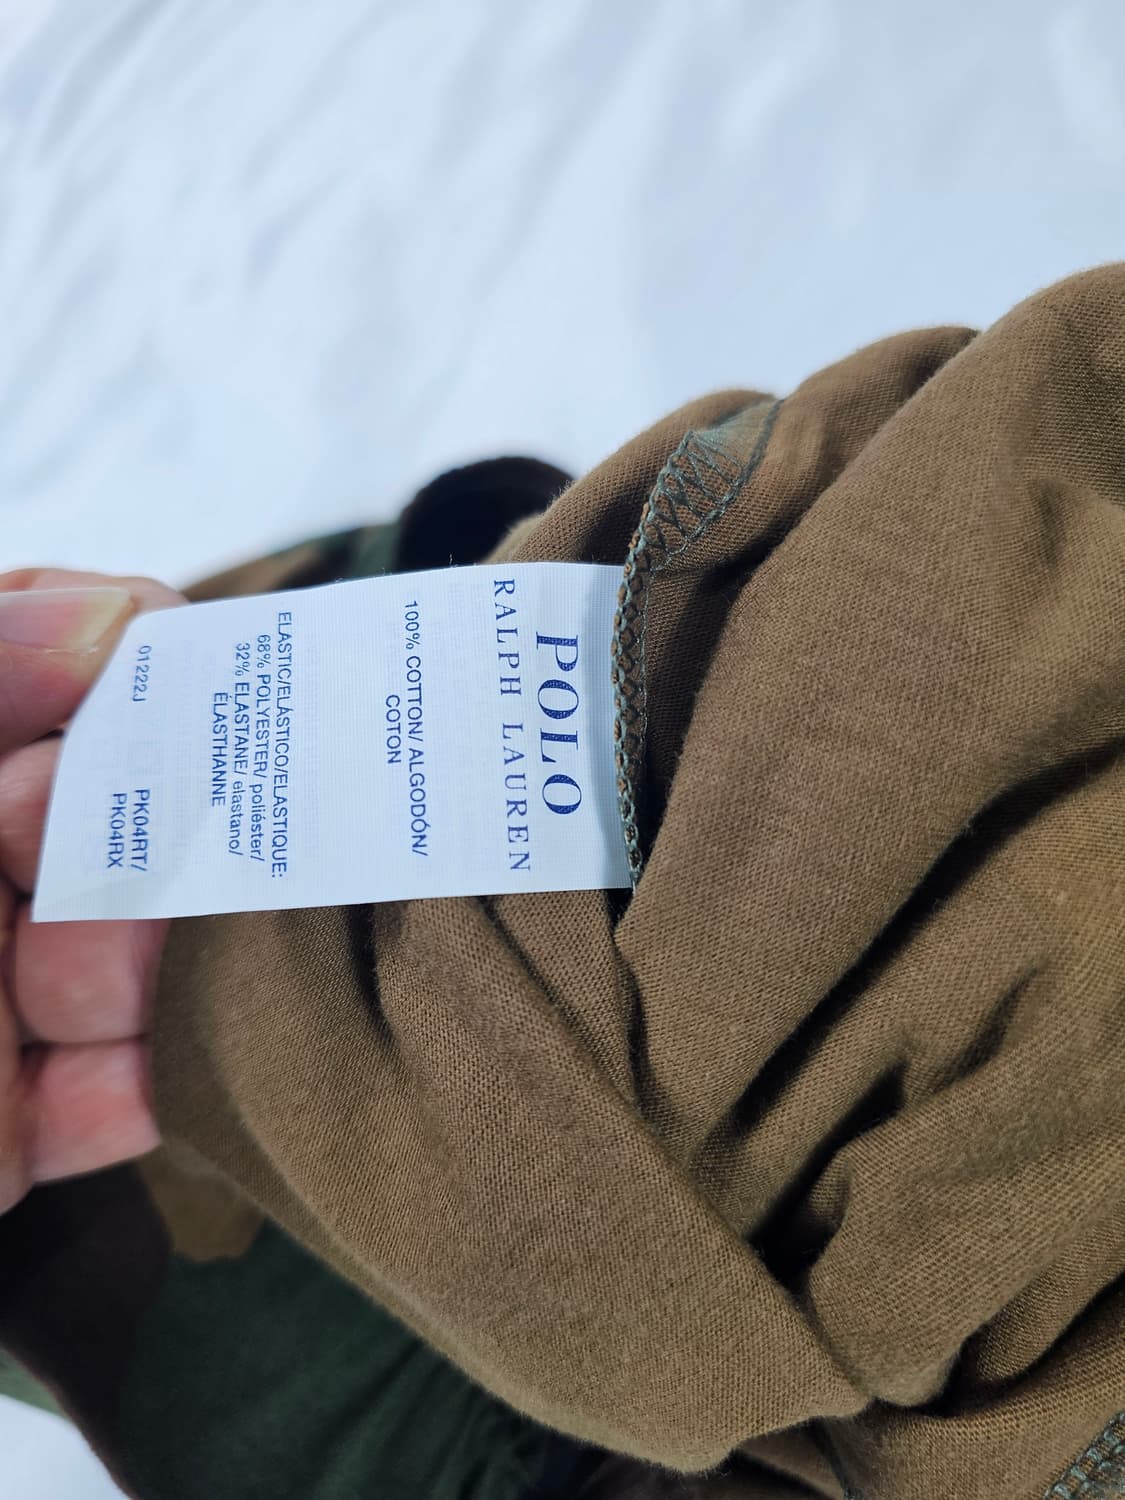 POLO
RALPH LAUREN
100% COTTON/ ALGODÓN/
COTON
ELASTIC/ELÁSTICO/ELASTIQUE:
68% POLYESTER/ poliéster/
32% ELASTANE/ elastano/
ÉLASTHANNE
01222J PK04RT/
PK04RX